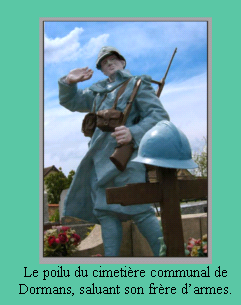 Le poilu du cimetière communal de
Dormans, saluant son frère d'armes.